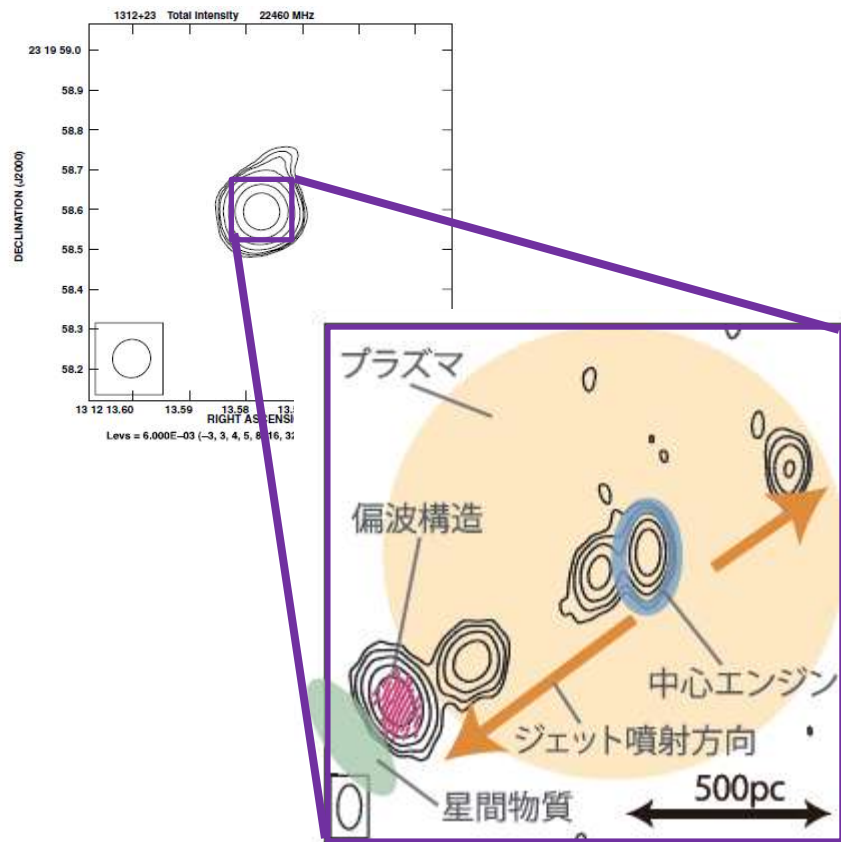 1312+23 Total Intensity 22460 MHz
23 19 59.0
58.9
58.8
58.7
58.6
58.5
58.4
58.3
58.2
DECLINATION (J2000)
13 12 13.60
13.59
13.58
RIGHT
Levs = 6.000E-03 (-3, 3, 4, 5, 8, 16, 32
プラズマ
偏波構造
中心エンジン
ジェット噴射方向
500pc
星間物質